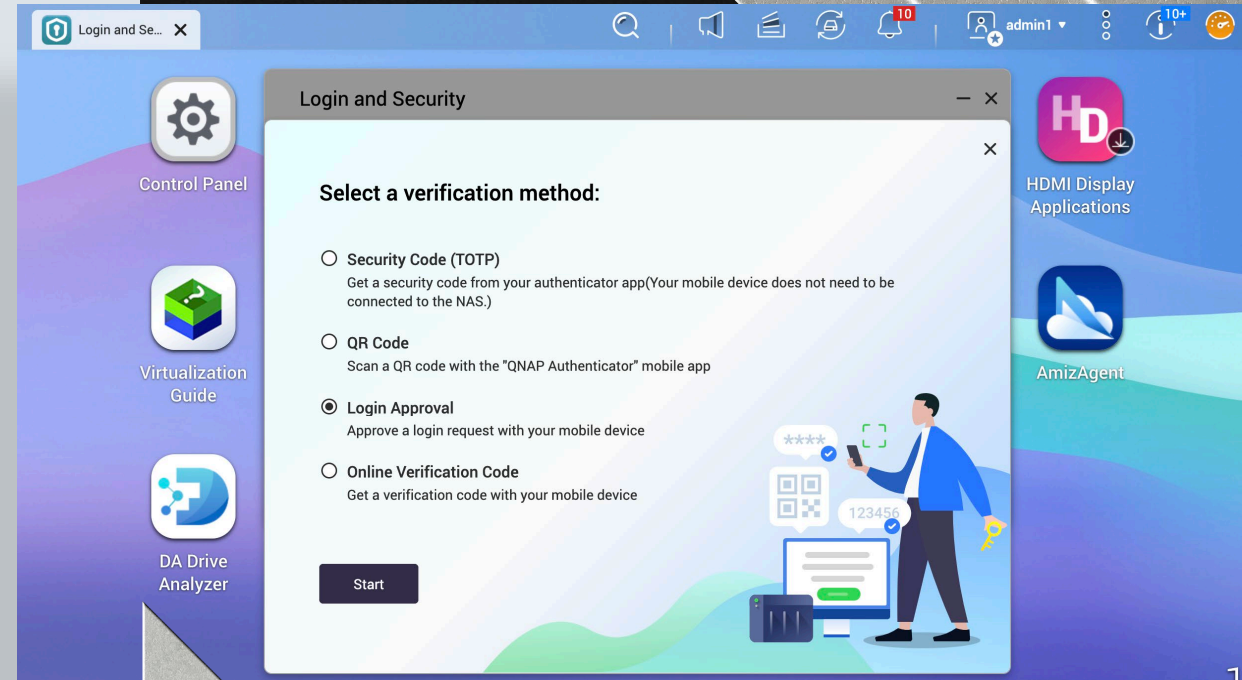 Login and Se...
10
admin1
10+
Login and Security
Control Panel
HDMI Display
Applications
Virtualization
Guide
AmizAgent
DA Drive
Analyzer
Select a verification method:
Security Code (TOTP)
Get a security code from your authenticator app(Your mobile device does not need to be
connected to the NAS.)
QR Code
Scan a QR code with the "QNAP Authenticator" mobile app
Login Approval
Approve a login request with your mobile device
Online Verification Code
Get a verification code with your mobile device
Start
****
123456
HD